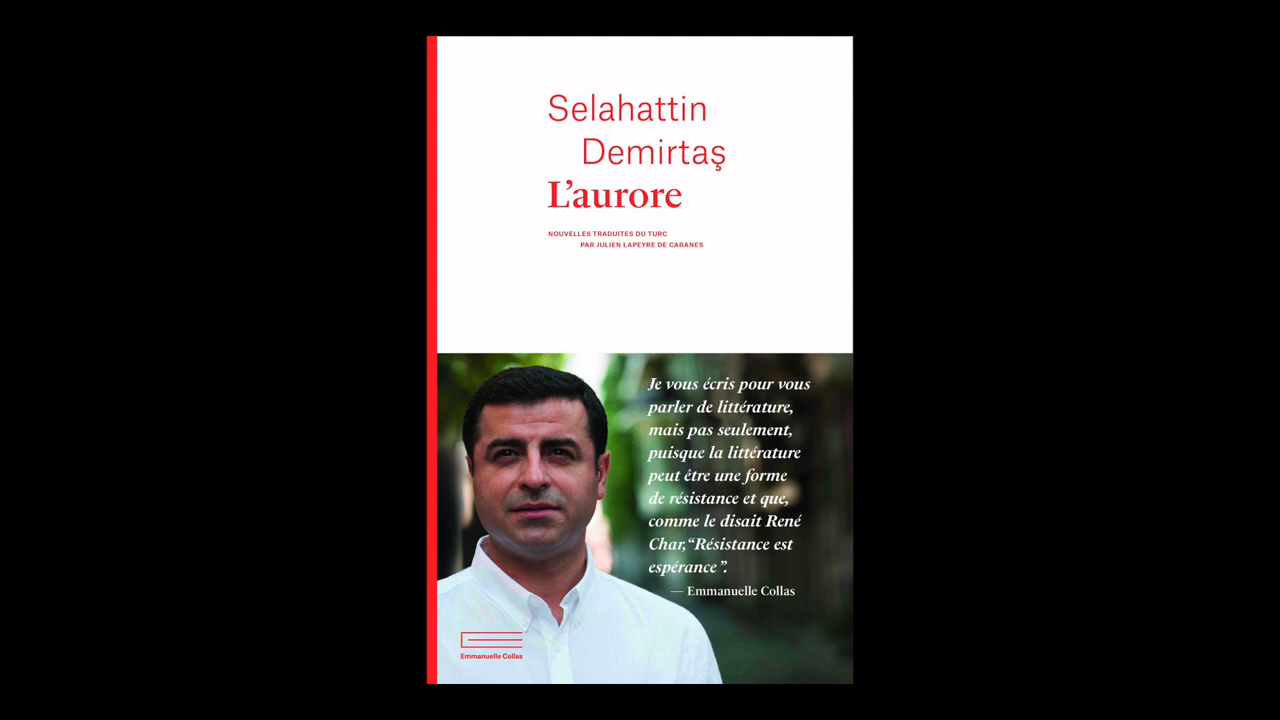 Selahattin
Demirtaş
L’aurore
NOUVELLES TRADUITES DU TURC
PAR JULIEN LAPEYRE DE CABANES
Je vous écris pour vous
parler de littérature,
mais pas seulement,
puisque la littérature
peut être une forme
de résistance et que,
comme le disait René
Char,“Résistance est
espérance”.
— Emmanuelle Collas
Emmanuelle Collas